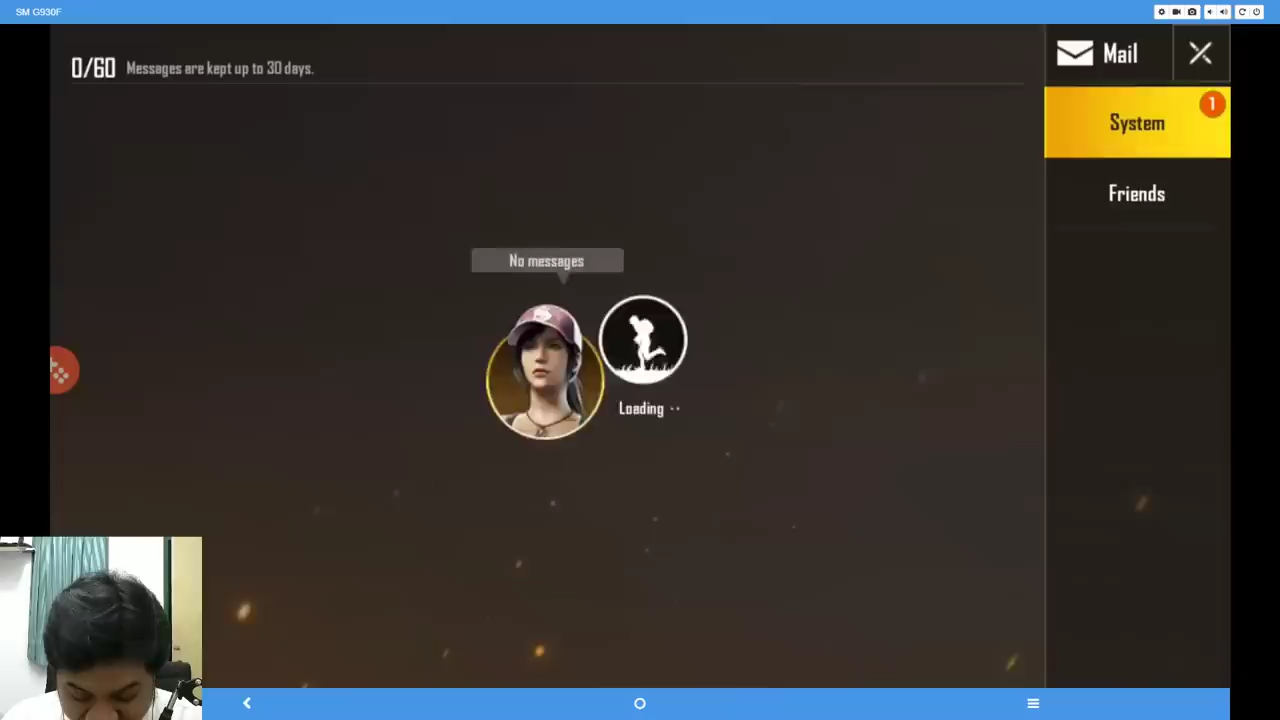 SM G930F
0/60 Messages are kept up to 30 days.
Mail
System
1
Friends
No messages
Loading ··